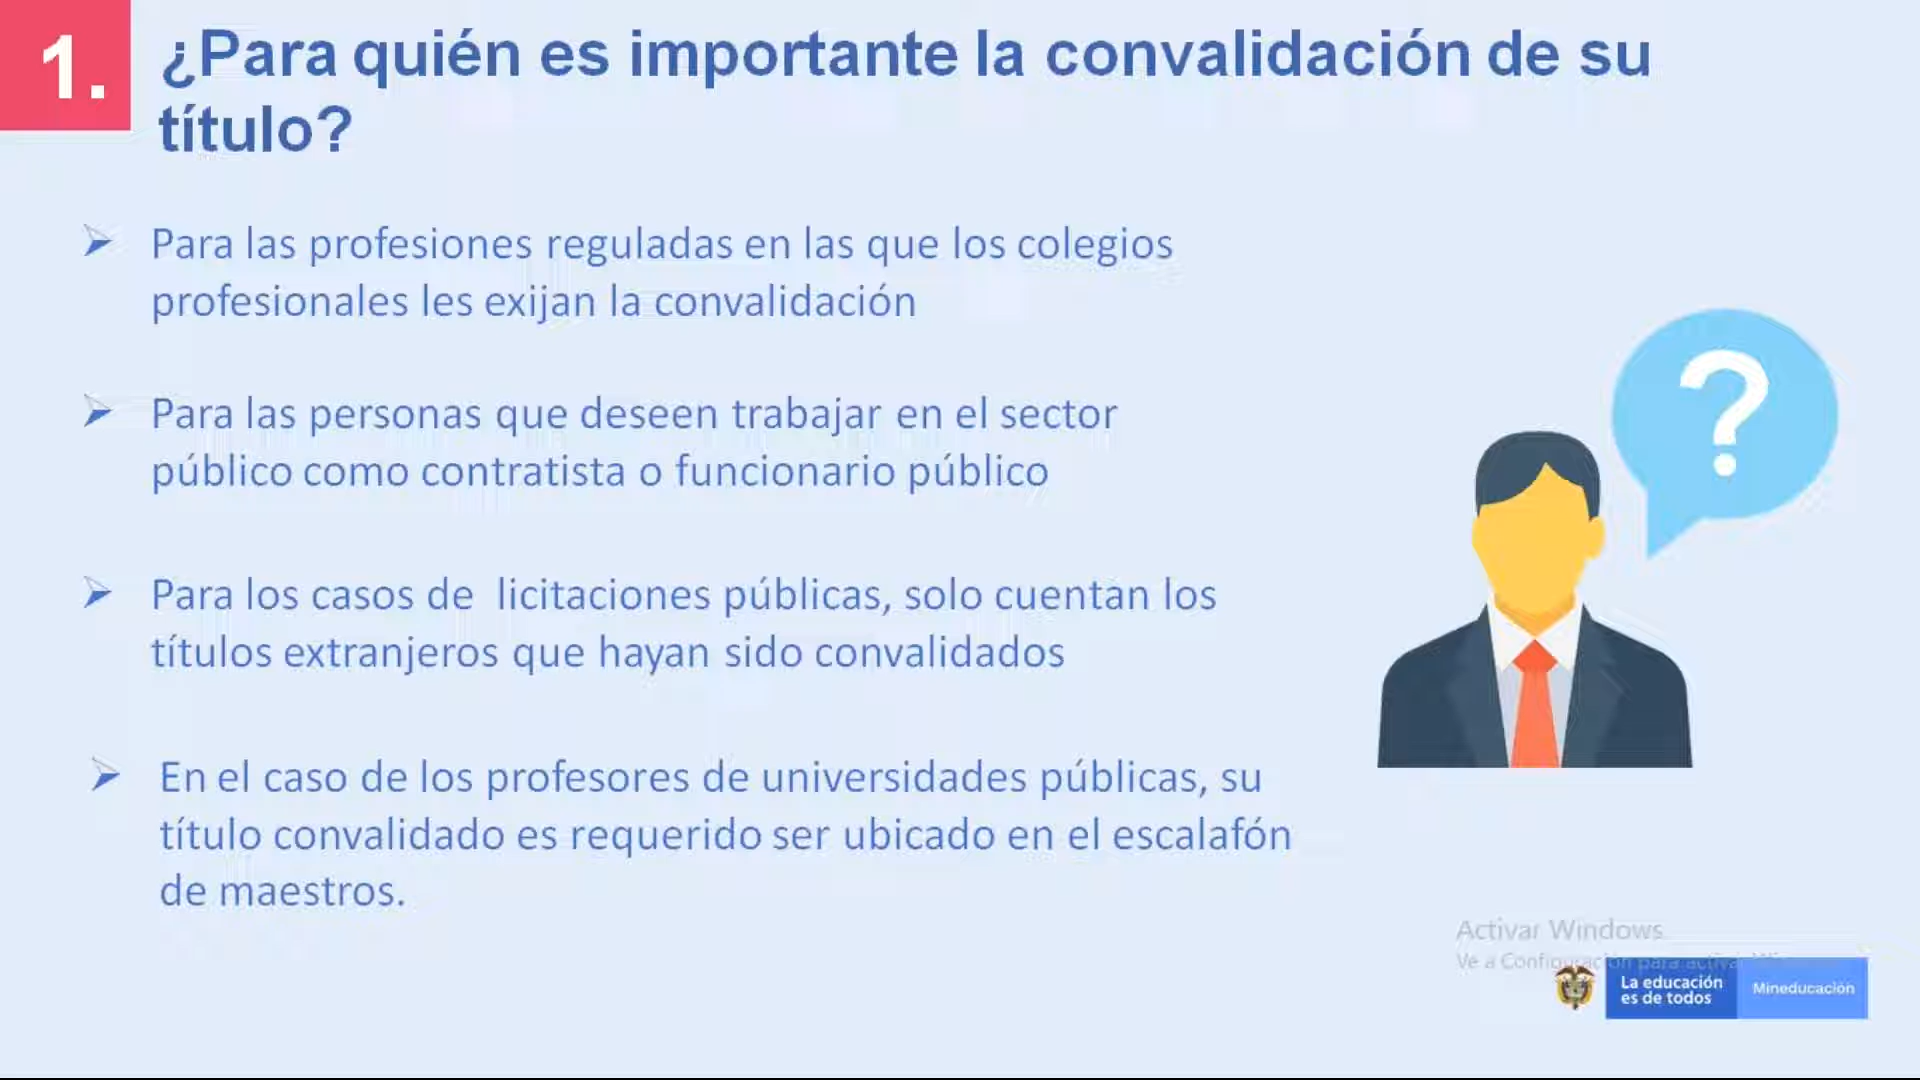 1.
¿Para quién es importante la convalidación de su
título?
Para las profesiones reguladas en las que los colegios
profesionales les exijan la convalidación
Para las personas que deseen trabajar en el sector
público como contratista o funcionario público
Para los casos de licitaciones públicas, solo cuentan los
títulos extranjeros que hayan sido convalidados
En el caso de los profesores de universidades públicas, su
título convalidado es requerido ser ubicado en el escalafón
de maestros.
?
Activar Windows
Ve a Configuración para activar
La educación
es de todos
Mineducación